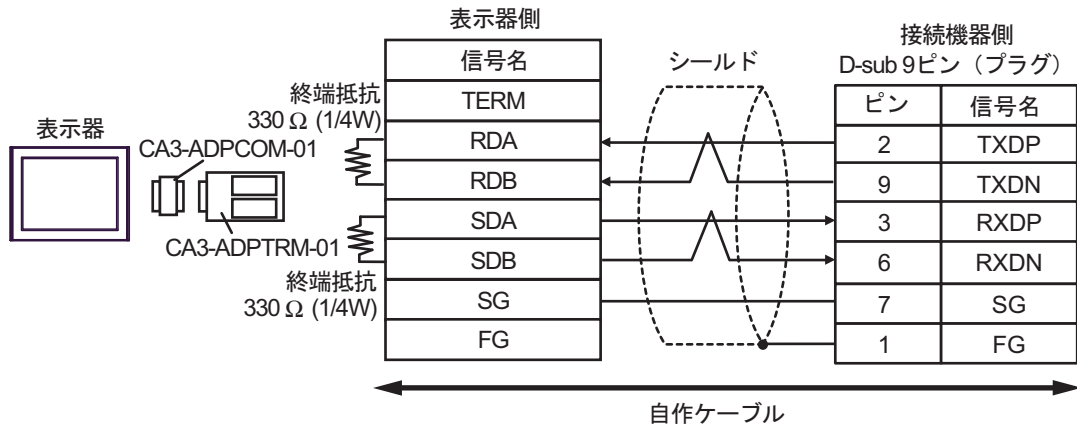 表示器側
接続機器側
D-sub 9ピン（プラグ）
シールド
信号名
TERM
RDA
RDB
SDA
SDB
SG
FG
終端抵抗
330 Ω (1/4W)
表示器
CA3-ADPCOM-01
CA3-ADPTRM-01
終端抵抗
330 Ω (1/4W)
ピン 信号名
2 TXDP
9 TXDN
3 RXDP
6 RXDN
7 SG
1 FG
自作ケーブル